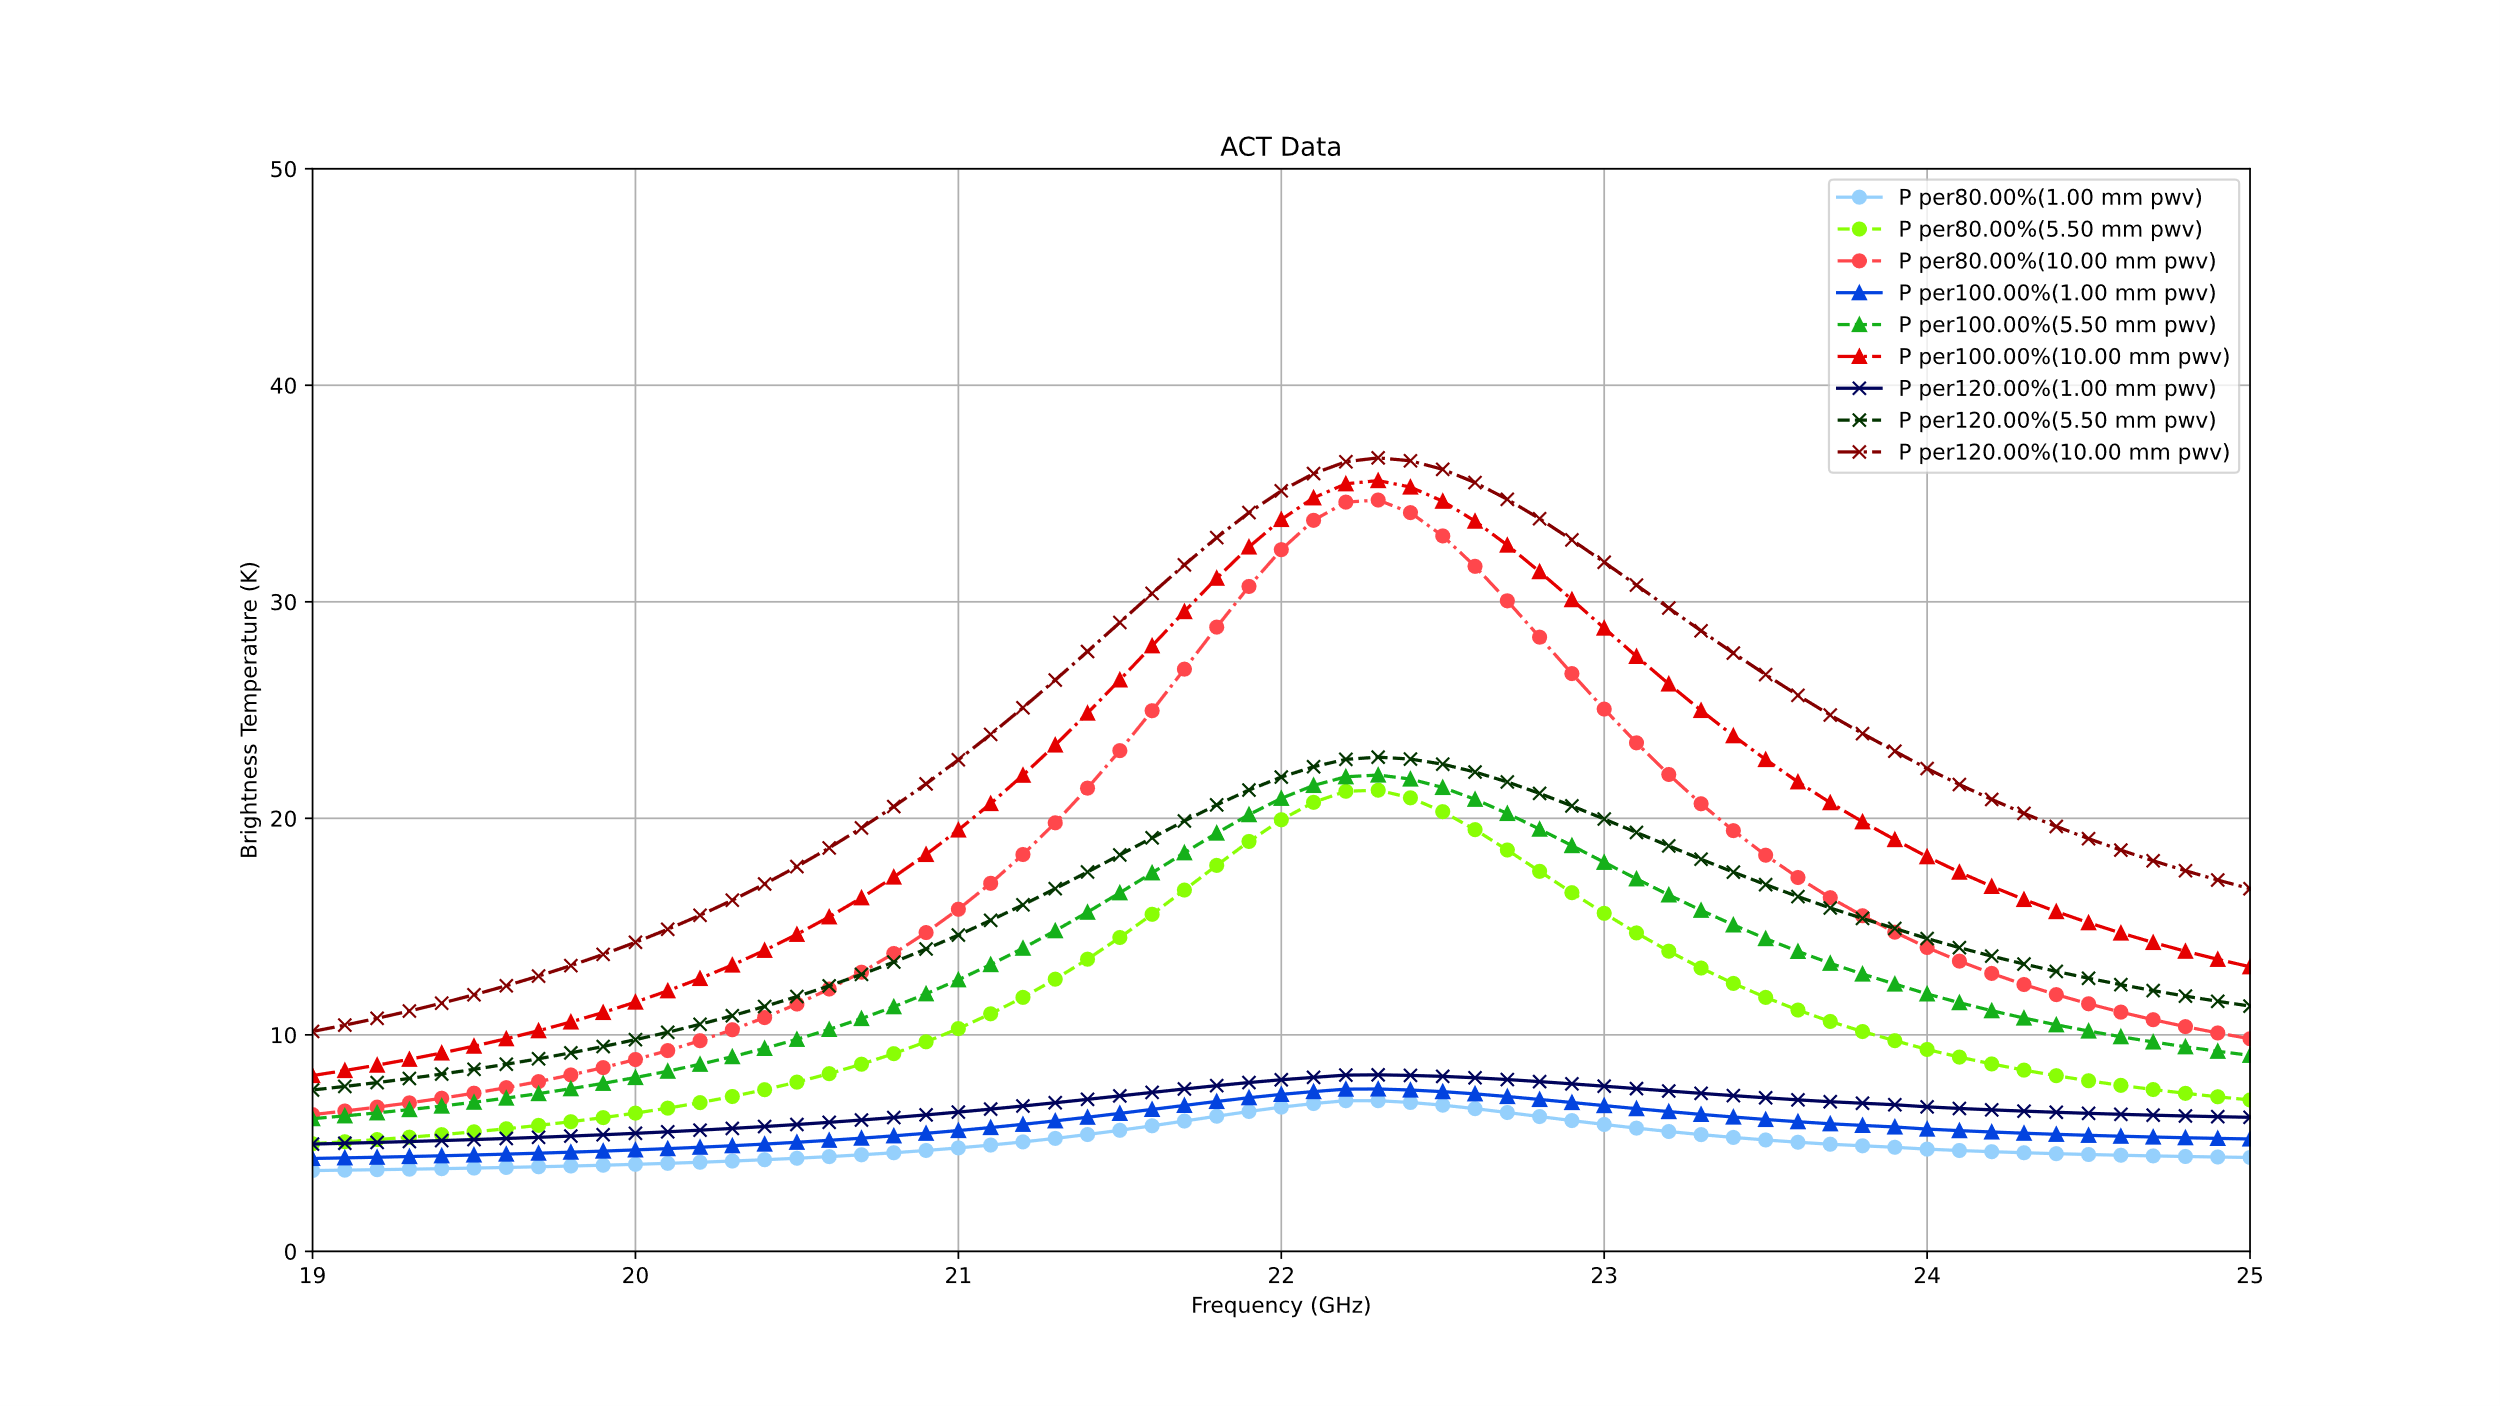 ACT Data
50
40
30
20
10
0
Brightness Temperature (K)
P per80.00%(1.00 mm pwv)
P per80.00%(5.50 mm pwv)
P per80.00%(10.00 mm pwv)
P per100.00%(1.00 mm pwv)
P per100.00%(5.50 mm pwv)
P per100.00%(10.00 mm pwv)
P per120.00%(1.00 mm pwv)
P per120.00%(5.50 mm pwv)
P per120.00%(10.00 mm pwv)
19 20 21 22 23 24 25
Frequency (GHz)